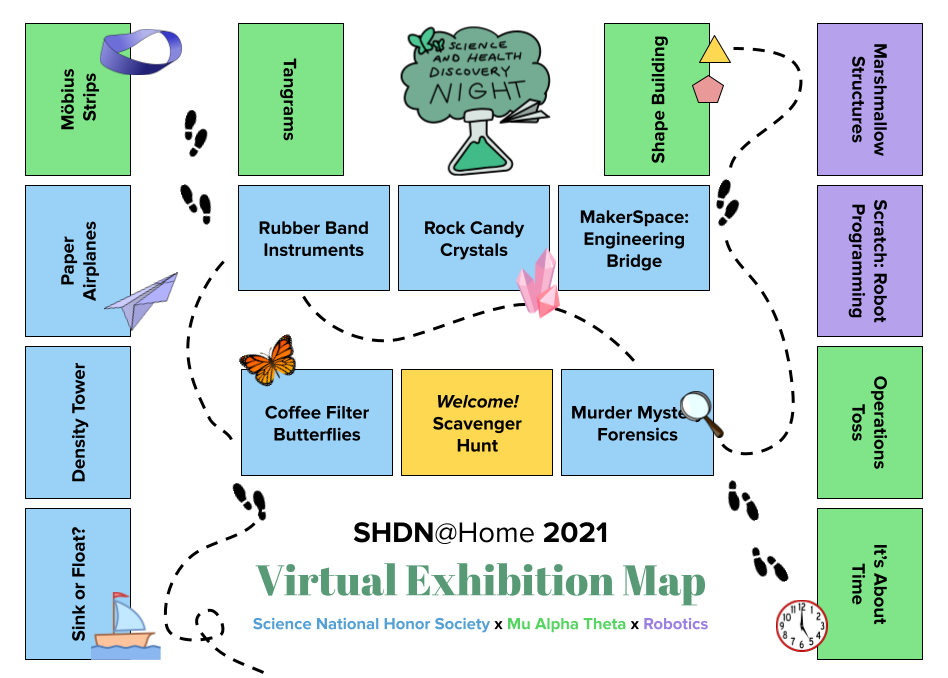 Möbius
Strips
Tangrams
SCIENCE
AND HEALTH
DISCOVERY
NIGHT
Shape Building
Marshmallow
Structures
Paper
Airplanes
Rubber Band
Instruments
Rock Candy
Crystals
MakerSpace:
Engineering
Bridge
Scratch: Robot
Programming
Density Tower
Coffee Filter
Butterflies
Welcome!
Scavenger
Hunt
Murder Myste
Forensics
Operations
Toss
Sink or Float?
It's About
Time
SHDN@Home 2021
Virtual Exhibition Map
Science National Honor Society x Mu Alpha Theta x Robotics